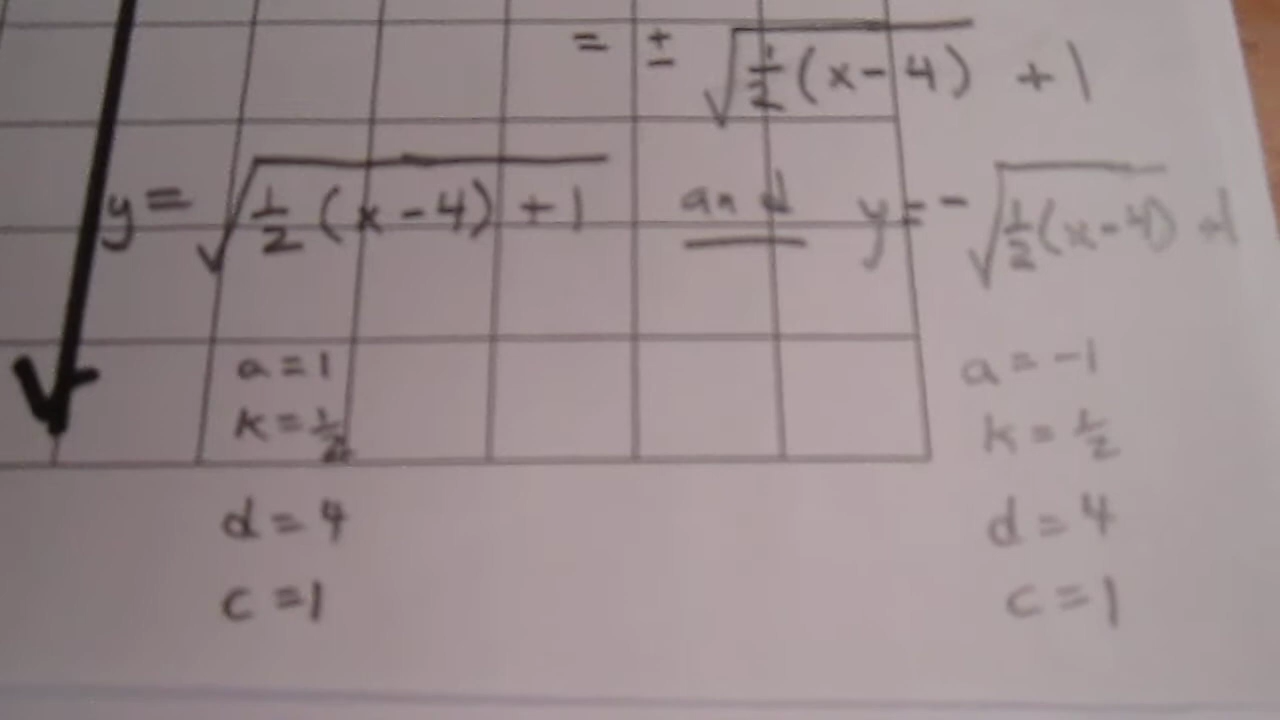 = ± √(½(x-4)) + 1
y = √(½(x-4) + 1) and y = -√(½(x-4)) + 1
a = 1 a = -1
k = ½ k = ½
d = 4 d = 4
c = 1 c = 1